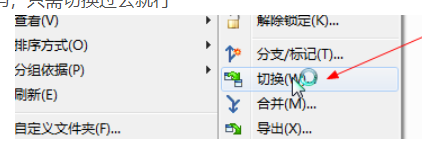 只需切换过去就行
查看(V)
排序方式(O)
分组依据(P)
刷新(E)
自定义文件夹(F)...
解除锁定(K)...
分支/标记(T)...
切换(W)
合并(M)...
导出(X)...